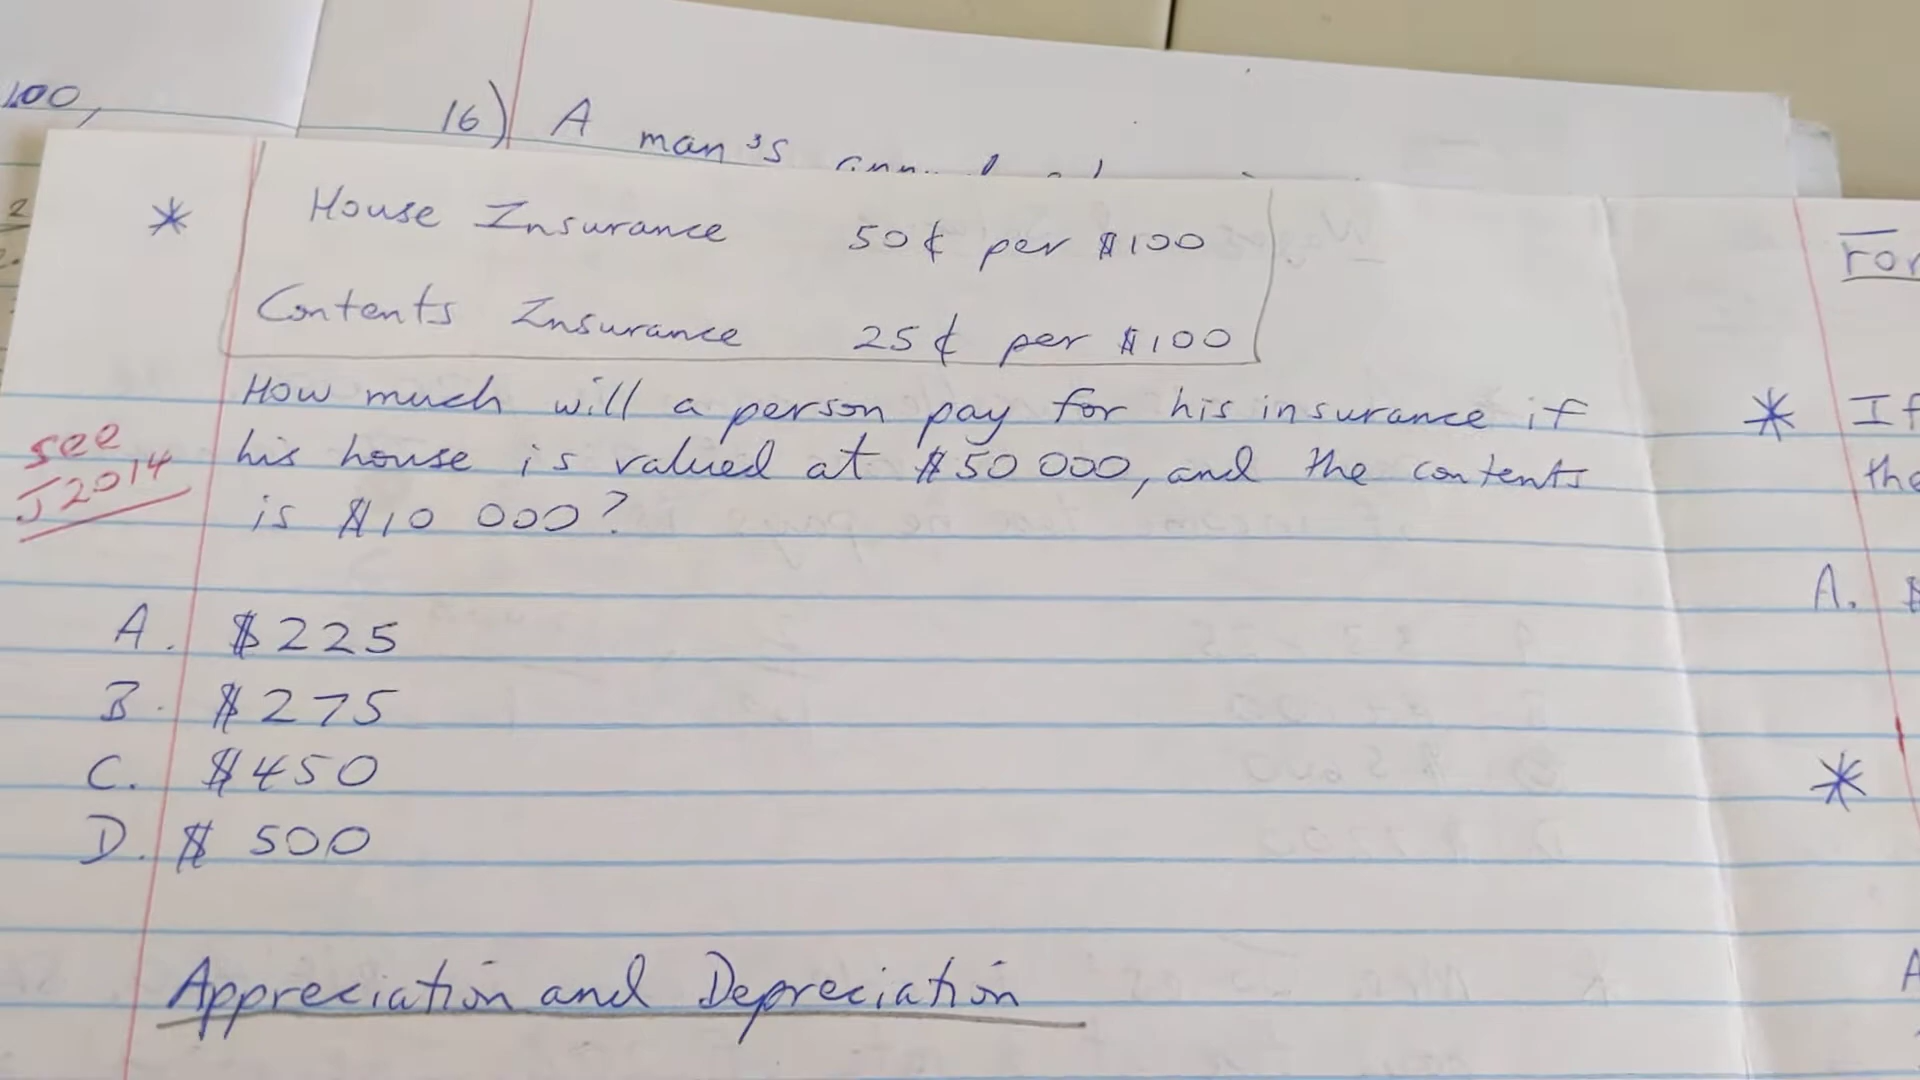 100,
16) A man's
* House Insurance 50¢ per $100
Contents Insurance 25¢ per $100
How much will a person pay for his insurance if
his house is valued at $50 000, and the contents
is $10 000?
see
J2014
A. $225
B. $275
C. $450
D. $500
Appreciation and Depreciation
* If
the
A. $
*
A